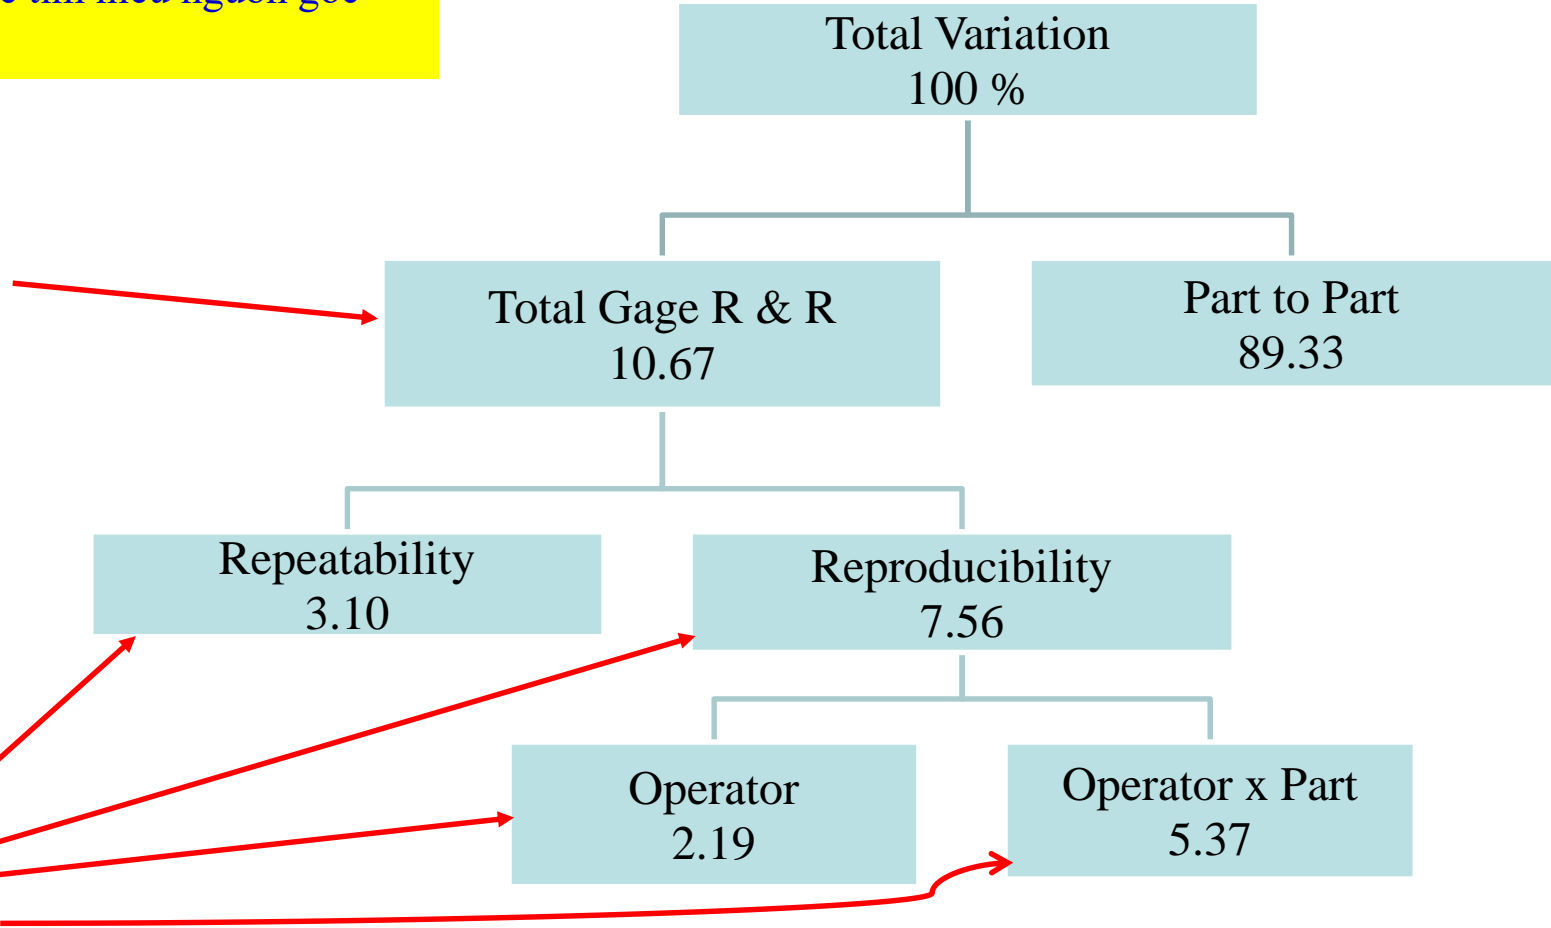 Total Variation
100 %
Total Gage R & R
10.67
Part to Part
89.33
Repeatability
3.10
Reproducibility
7.56
Operator
2.19
Operator x Part
5.37